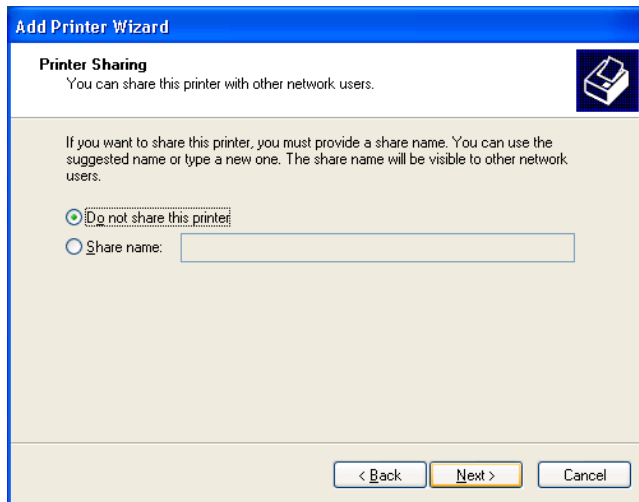 Add Printer Wizard
Printer Sharing
You can share this printer with other network users.
If you want to share this printer, you must provide a share name. You can use the
suggested name or type a new one. The share name will be visible to other network
users.
Do not share this printer
Share name:
< Back
Next >
Cancel